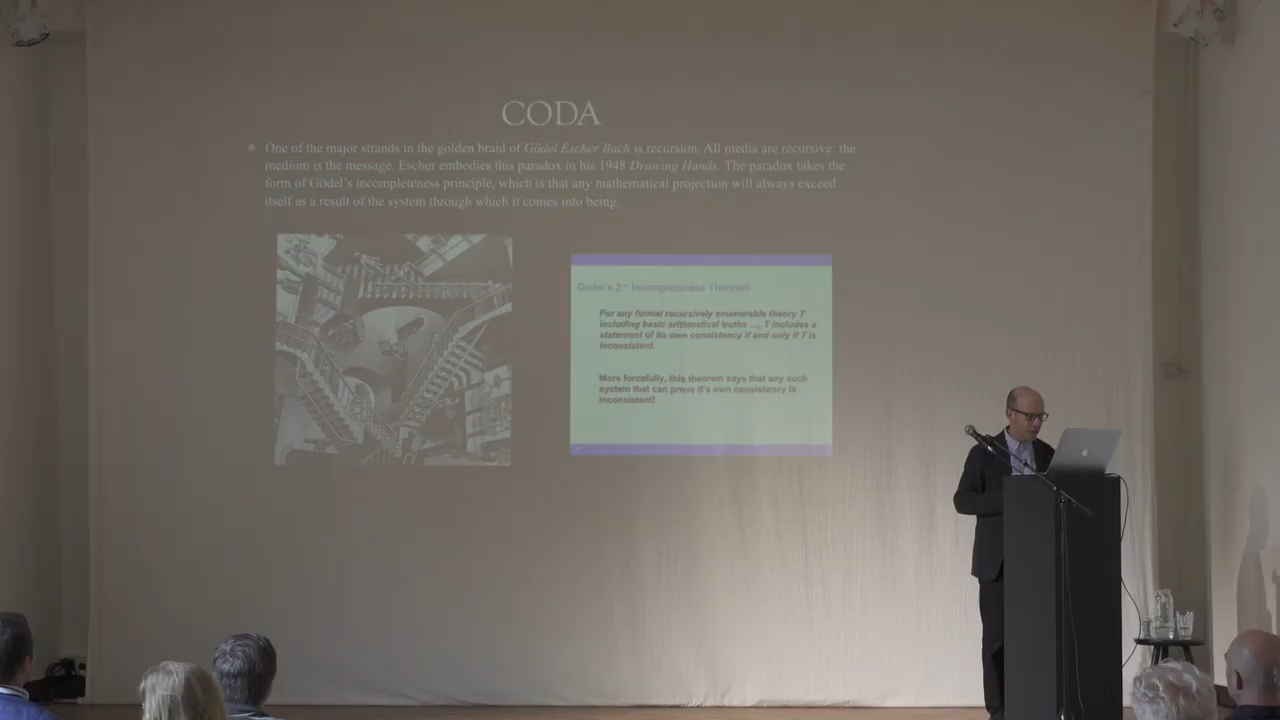 CODA
One of the major strands in the golden braid of Gödel Escher Bach is recursion. All media are recursive: the
medium is the message. Escher embodies this paradox in his 1948 Drawing Hands. The paradox takes the
form of Gödel's incompleteness principle, which is that any mathematical projection will always exceed
itself as a result of the system through which it comes into being.
Godel's 2nd Incompleteness Theorem
For any formal recursively enumerable theory T
including basic arithmetical truths ..., T includes a
statement of its own consistency if and only if T is
inconsistent.
More forcefully, this theorem says that any such
system that can prove it's own consistency is
inconsistent!